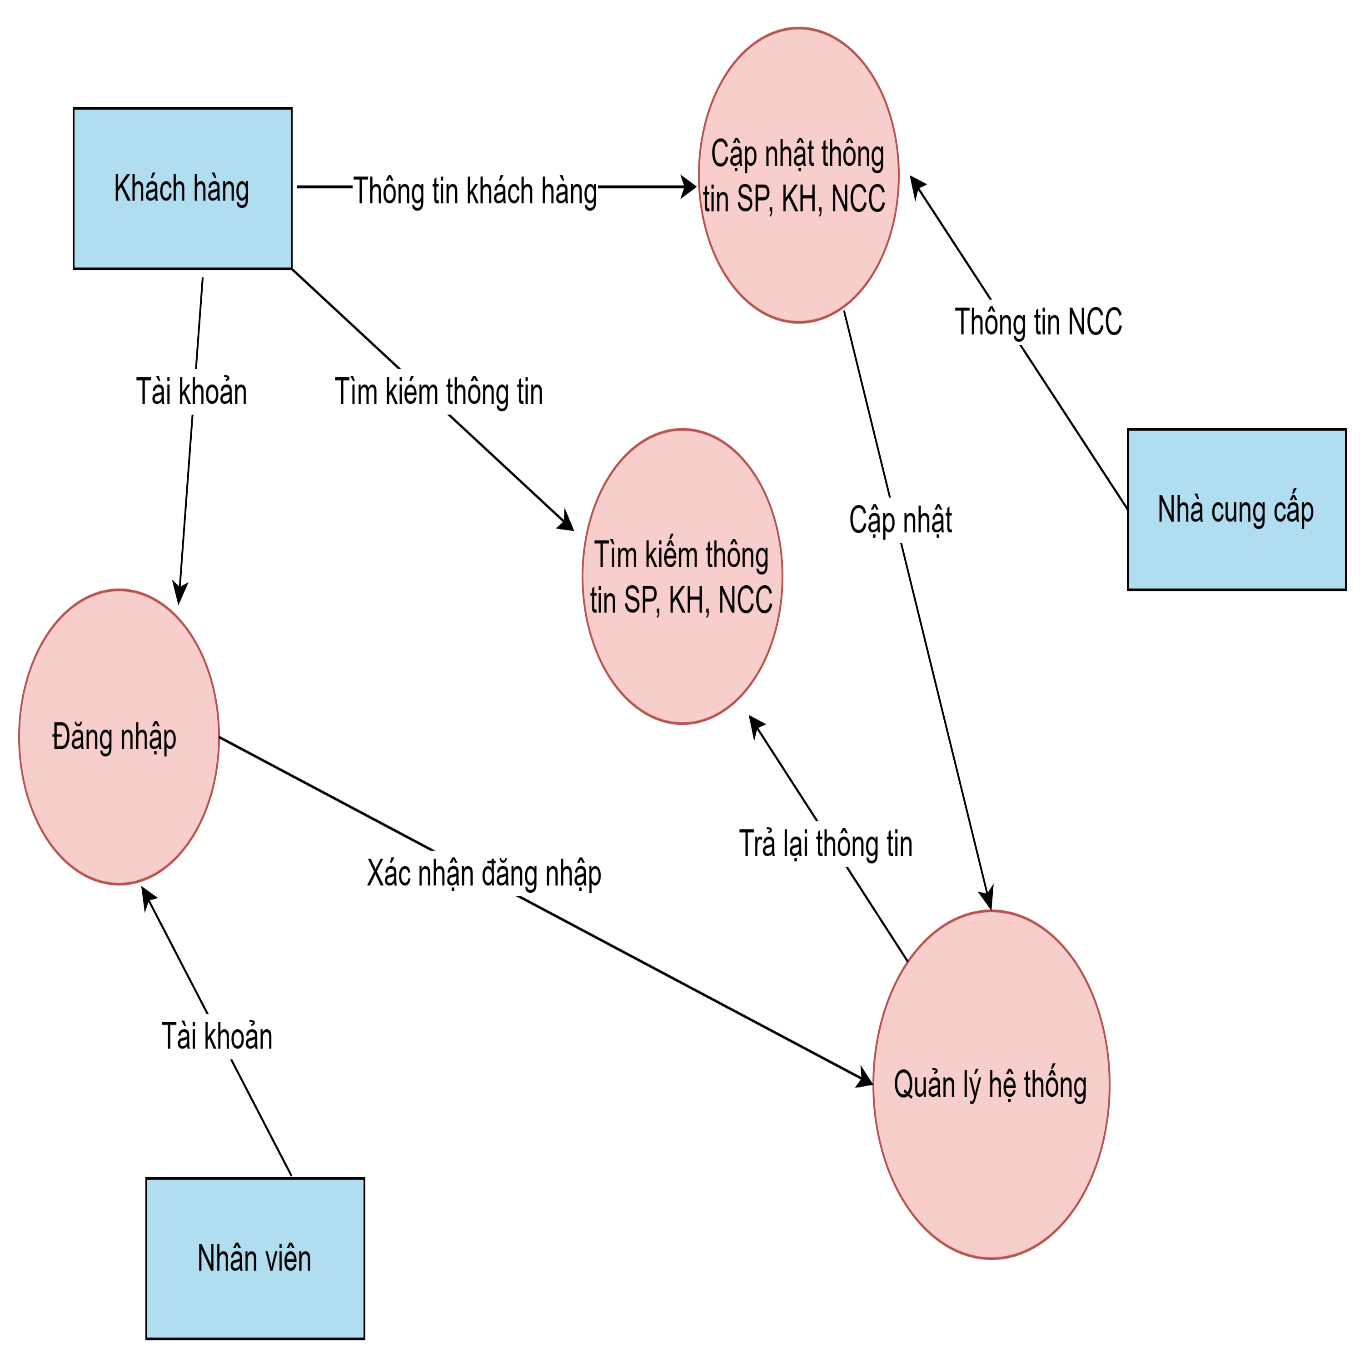 Cập nhật thông
tin SP, KH, NCC
Khách hàng
Thông tin khách hàng
Thông tin NCC
Tài khoản
Tìm kiém thông tin
Nhà cung cấp
Cập nhật
Tìm kiếm thông
tin SP, KH, NCC
Đăng nhập
Trả lại thông tin
Xác nhận đăng nhập
Tài khoản
Quản lý hệ thống
Nhân viên